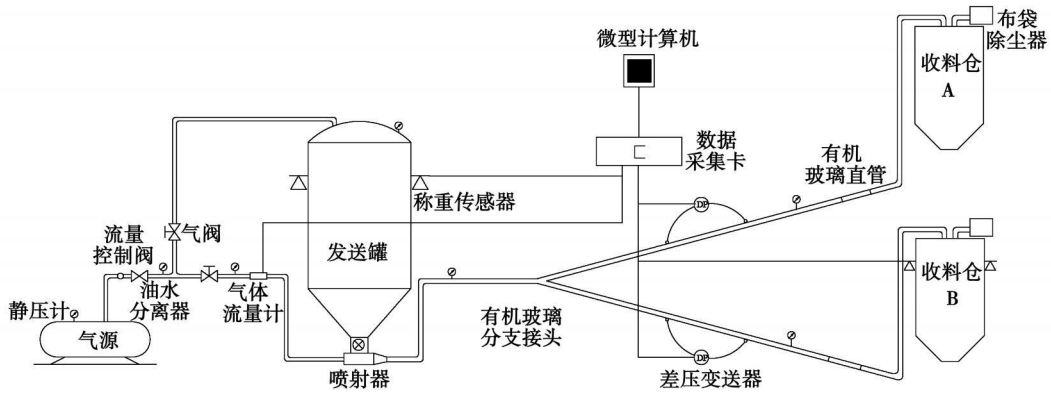 微型计算机
布袋
除尘器
收料仓
A
数据
采集卡
有机
玻璃直管
称重传感器
DP
流量
控制阀
气阀
发送罐
油水
分离器
气体
流量计
静压计
气源
喷射器
有机玻璃
分支接头
DP
差压变送器
收料仓
B